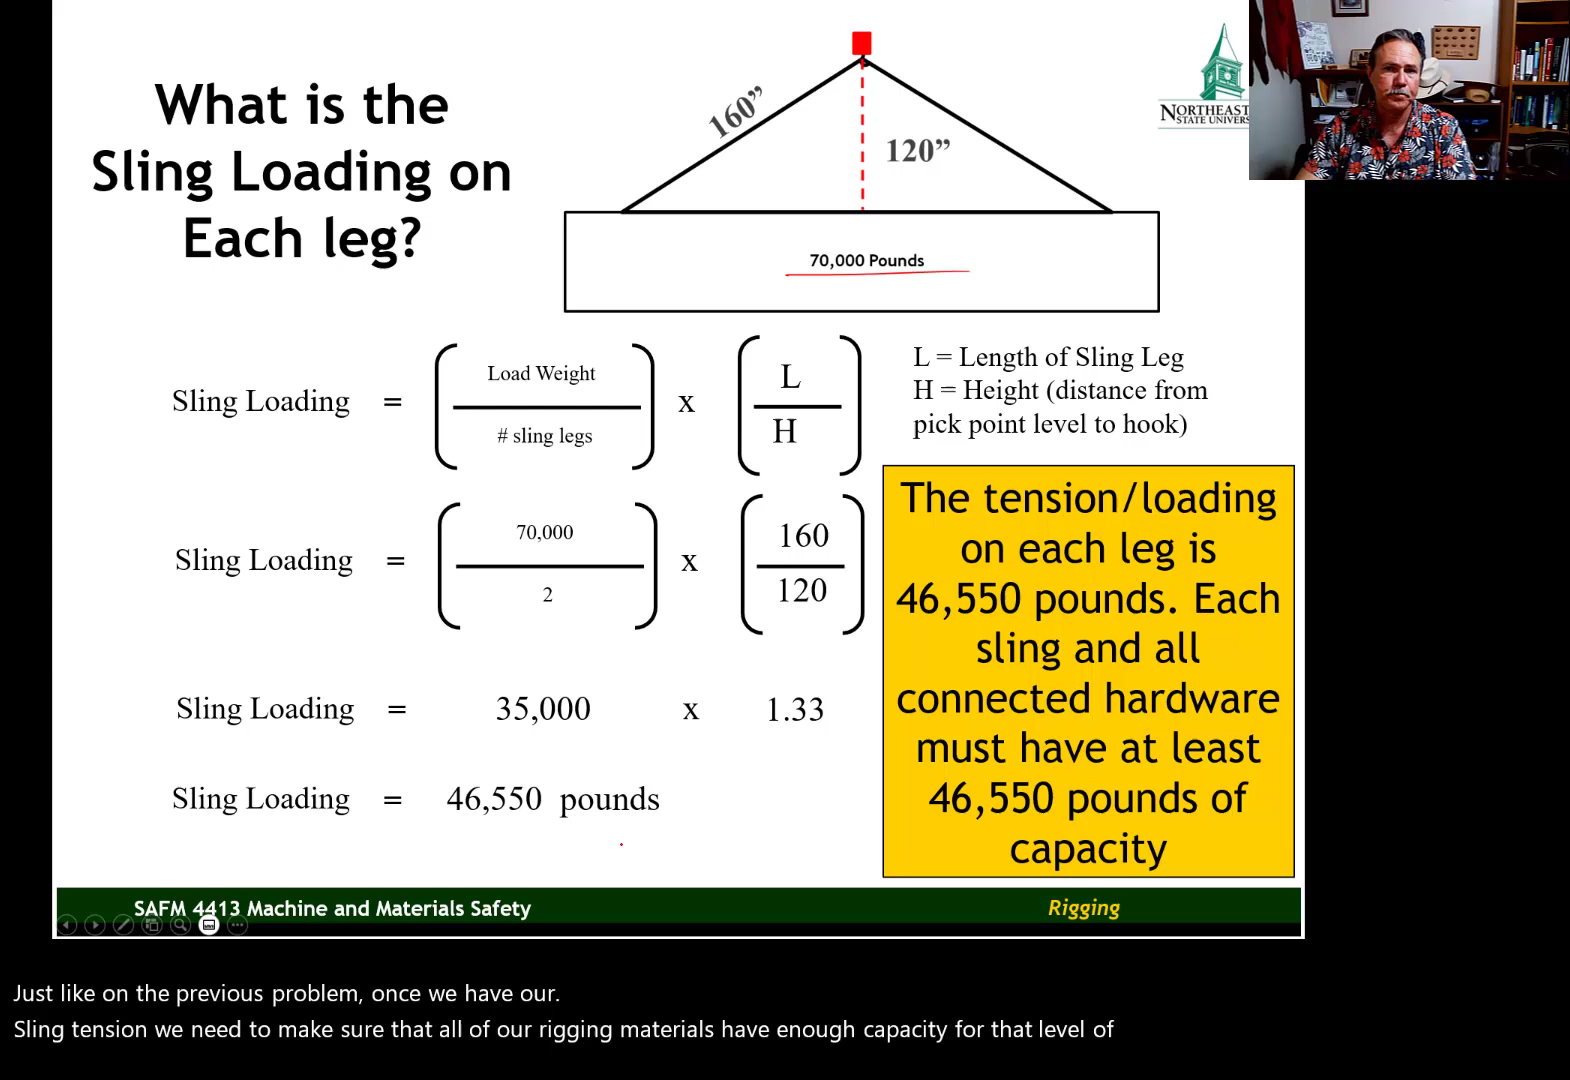 What is the
Sling Loading on
Each leg?
160”
120”
70,000 Pounds
NORTHEAST
STATE UNIVERS
Sling Loading = Load Weight x L
# sling legs H
L = Length of Sling Leg
H = Height (distance from
pick point level to hook)
Sling Loading = 70,000 x 160
2 120
Sling Loading = 35,000 x 1.33
Sling Loading = 46,550 pounds
The tension/loading
on each leg is
46,550 pounds. Each
sling and all
connected hardware
must have at least
46,550 pounds of
capacity
SAFM 4413 Machine and Materials Safety
Rigging
Just like on the previous problem, once we have our.
Sling tension we need to make sure that all of our rigging materials have enough capacity for that level of